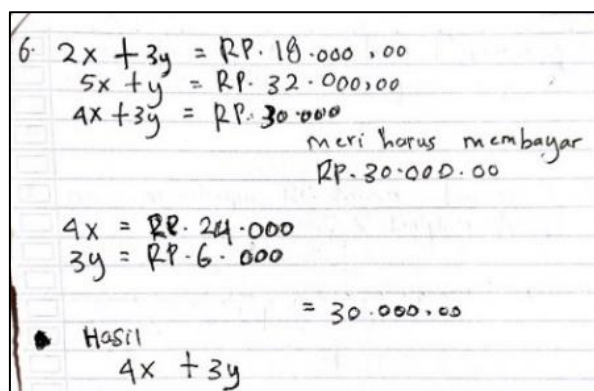 6. 2x + 3y = RP. 18.000,00
5x + y = RP. 32.000,00
4x + 3y = RP. 30.000
meri harus membayar
RP. 30.000.00
4x = RP. 24.000
3y = RP. 6.000
= 30.000,00
Hasil
4x + 3y